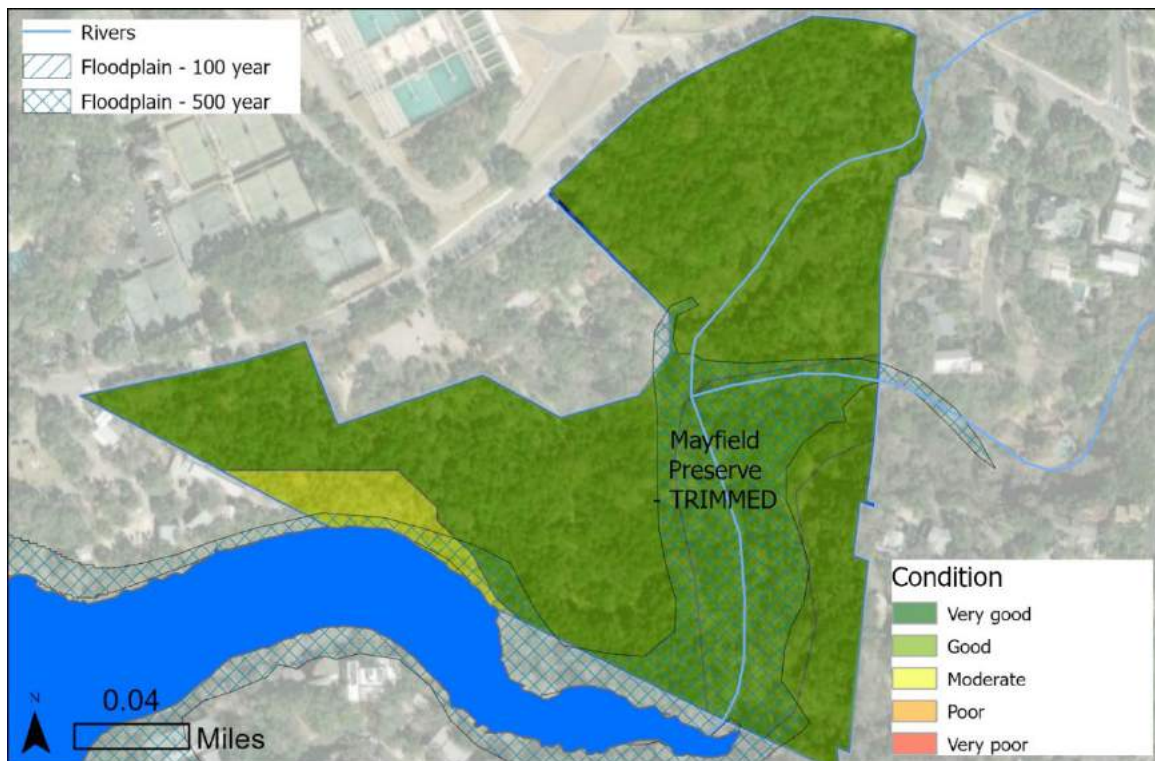 Rivers
Floodplain - 100 year
Floodplain - 500 year
Mayfield
Preserve
- TRIMMED
Condition
Very good
Good
Moderate
Poor
Very poor
N
0.04
Miles